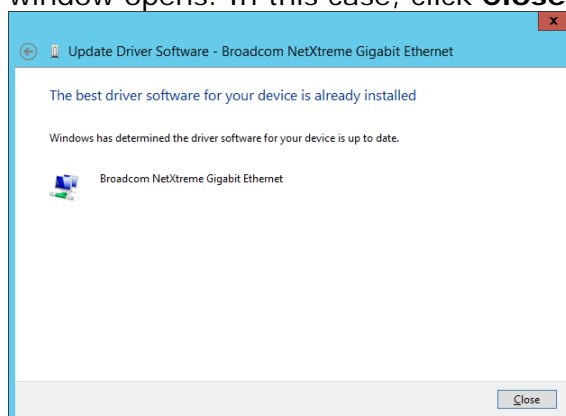 window opens. In this case, click Close
Update Driver Software - Broadcom NetXtreme Gigabit Ethernet
The best driver software for your device is already installed
Windows has determined the driver software for your device is up to date.
Broadcom NetXtreme Gigabit Ethernet
Close